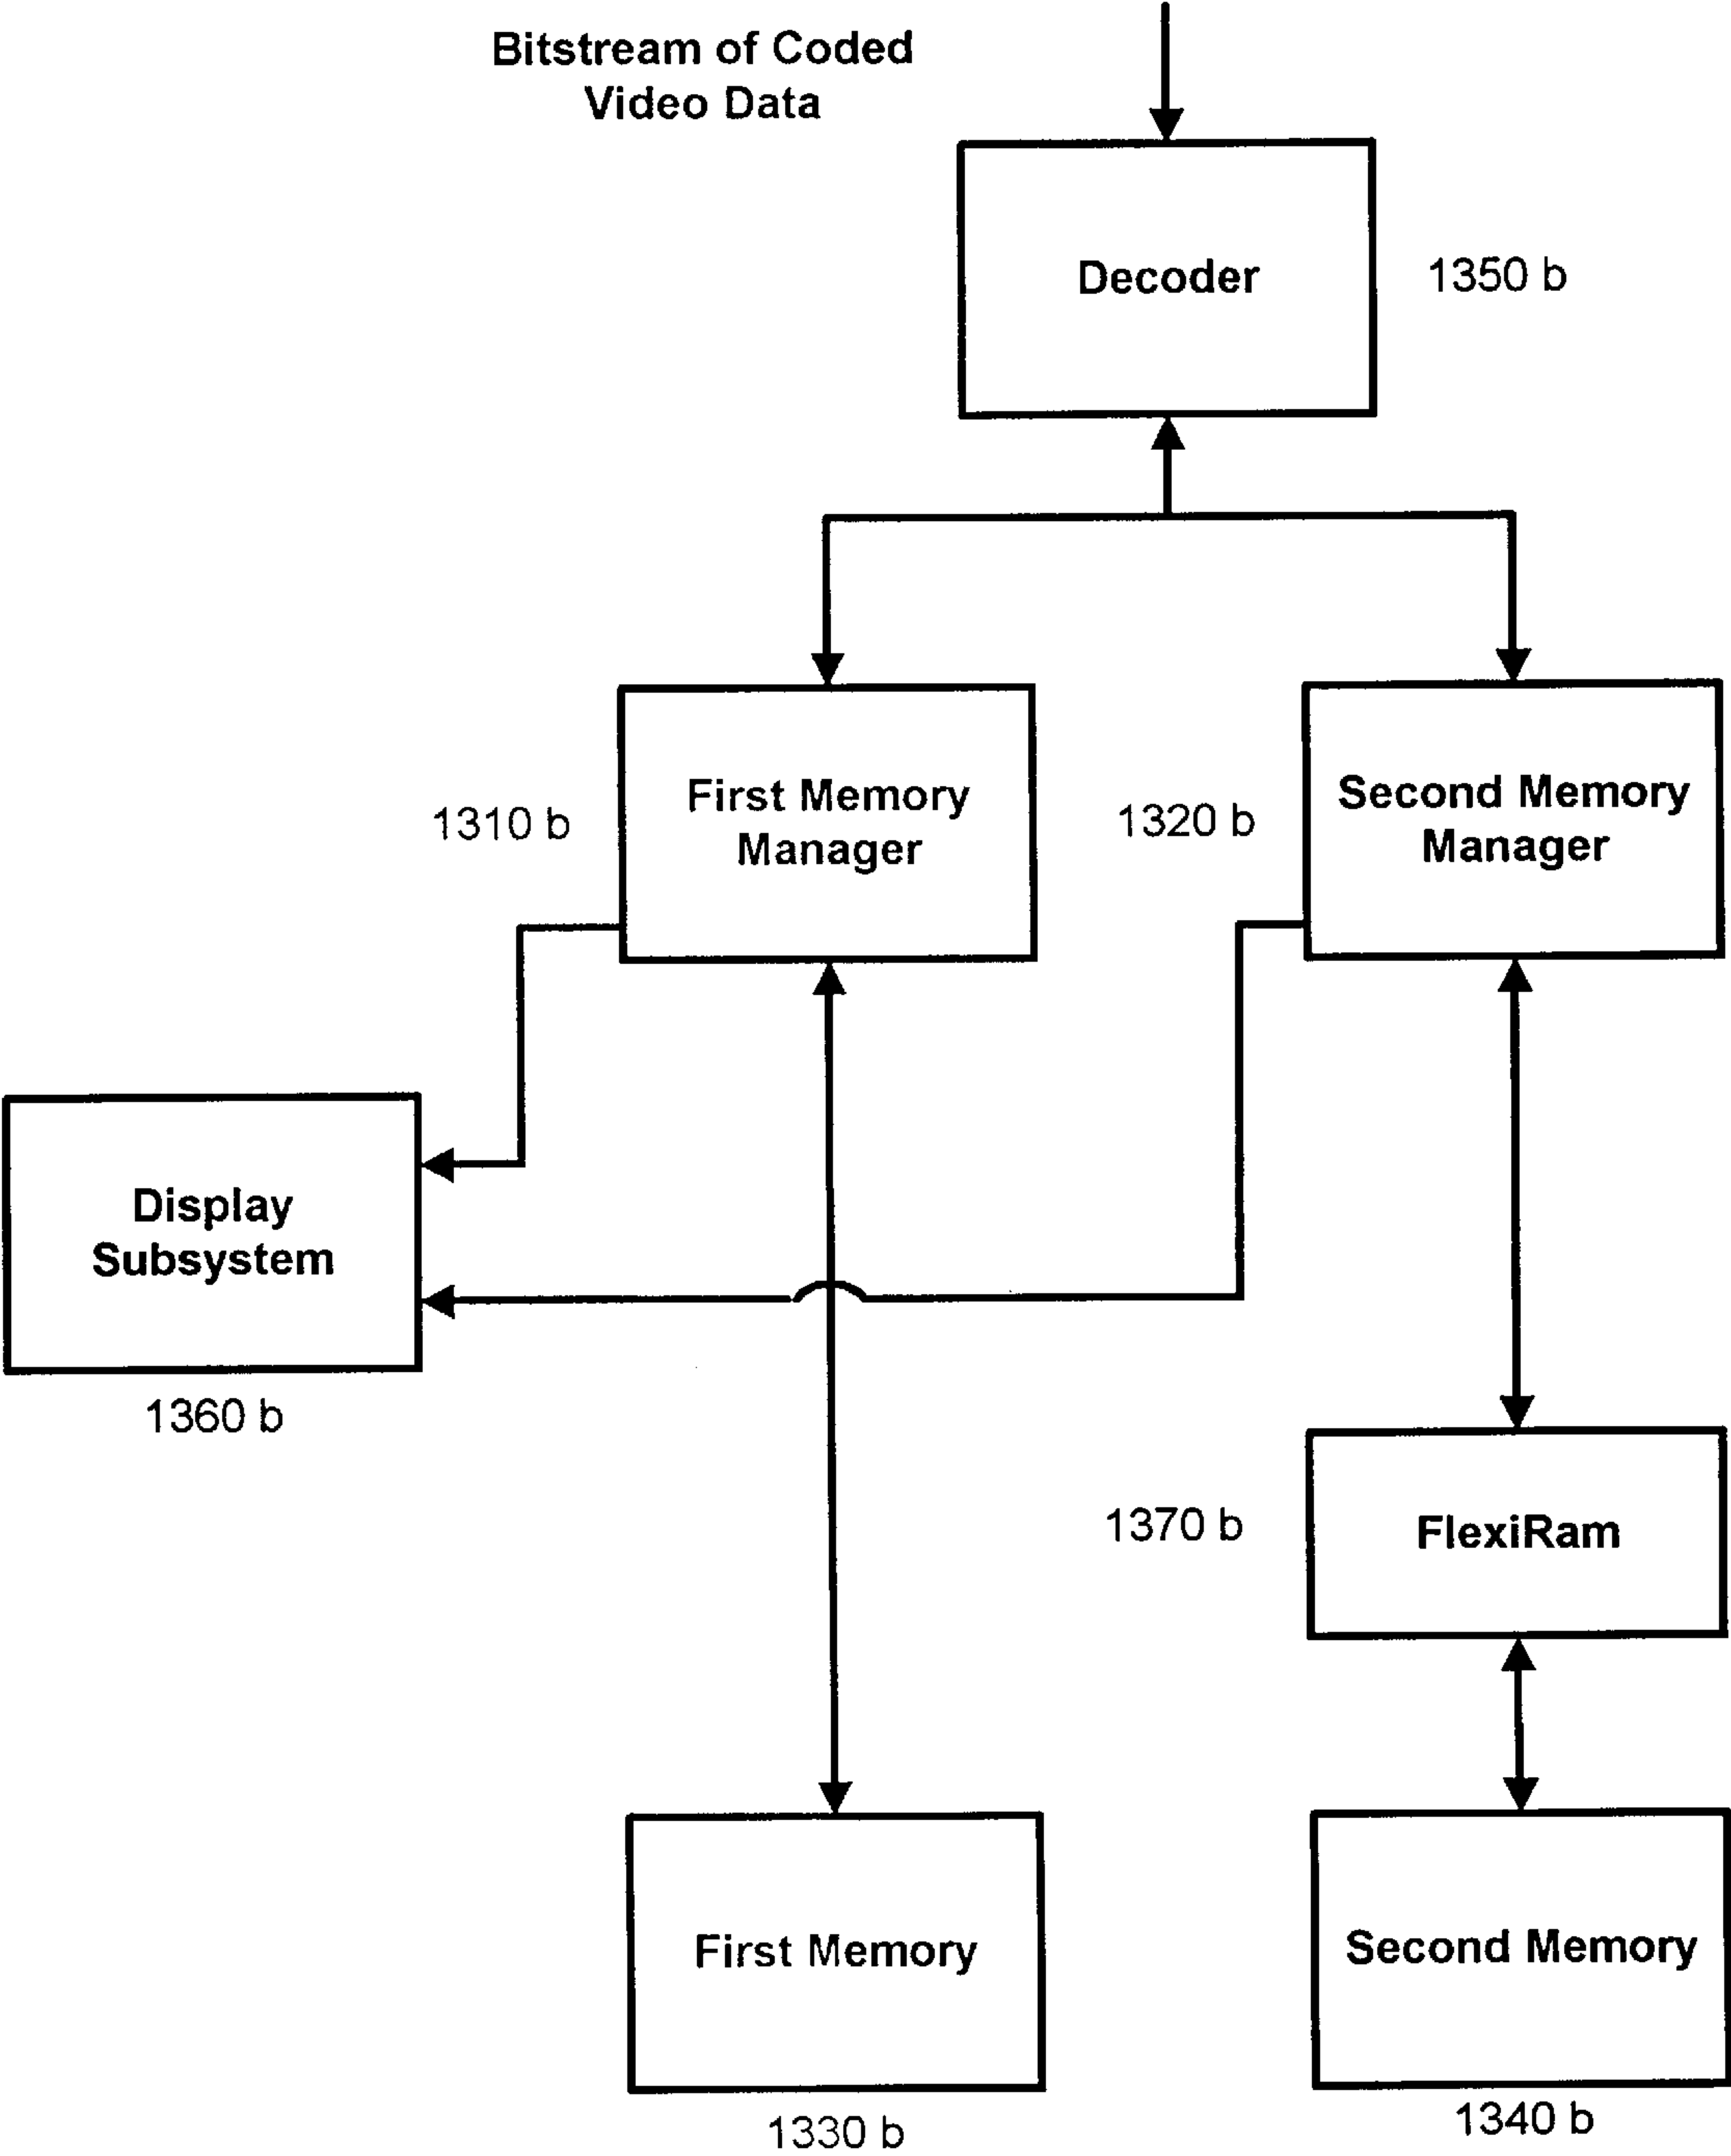 Bitstream of Coded
Video Data
Decoder
1350 b
First Memory
Manager
1310 b
Second Memory
Manager
1320 b
Display
Subsystem
1360 b
FlexiRam
1370 b
First Memory
1330 b
Second Memory
1340 b